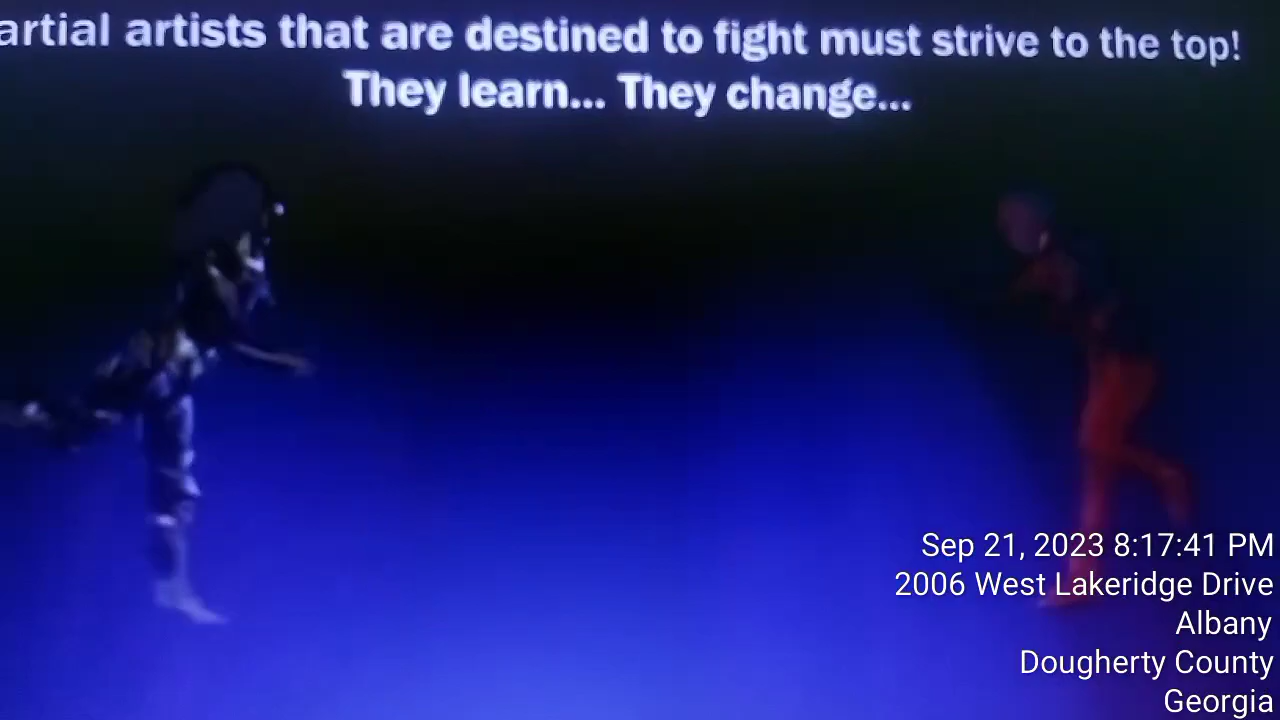 artial artists that are destined to fight must strive to the top!
They learn... They change...
Sep 21, 2023 8:17:41 PM
2006 West Lakeridge Drive
Albany
Dougherty County
Georgia